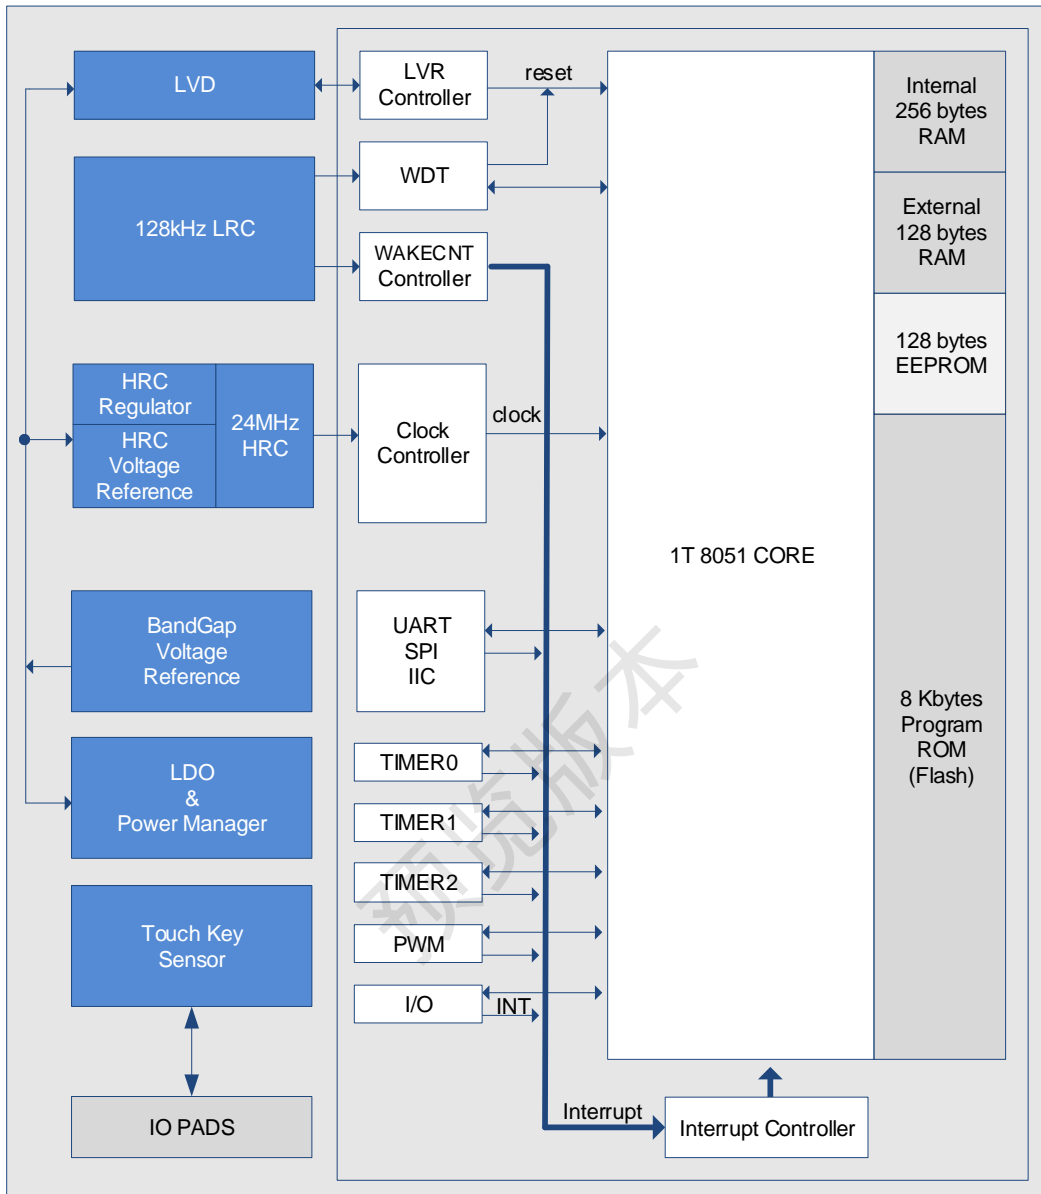 LVD
LVR
Controller
reset
Internal
256 bytes
RAM
128kHz LRC
WDT
WAKECNT
Controller
External
128 bytes
RAM
128 bytes
EEPROM
HRC
Regulator
HRC
Voltage
Reference
24MHz
HRC
Clock
Controller
clock
1T 8051 CORE
BandGap
Voltage
Reference
UART
SPI
IIC
8 Kbytes
Program
ROM
(Flash)
LDO
&
Power Manager
TIMER0
TIMER1
TIMER2
PWM
I/O
INT
Touch Key
Sensor
IO PADS
Interrupt
Interrupt Controller
预览版本